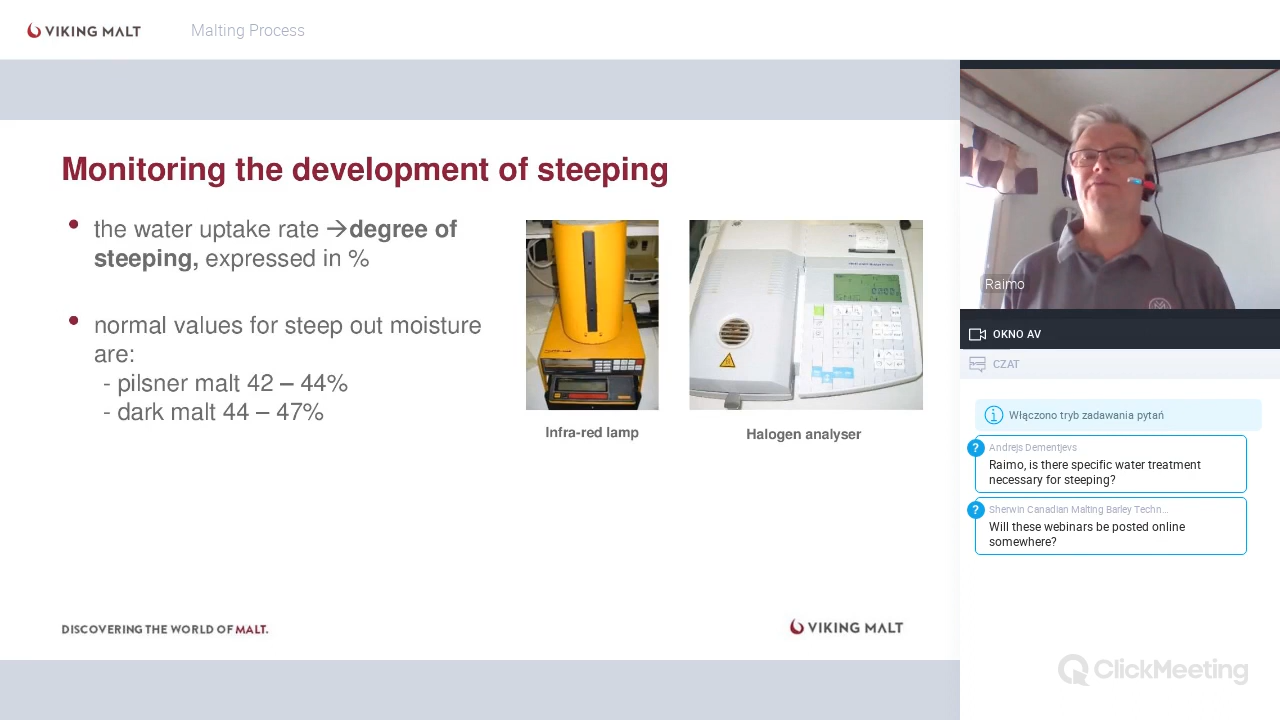 VIKING MALT
Malting Process
Monitoring the development of steeping
• the water uptake rate →degree of
steeping, expressed in %
• normal values for steep out moisture
are:
- pilsner malt 42 – 44%
- dark malt 44 – 47%
Infra-red lamp
Halogen analyser
DISCOVERING THE WORLD OF MALT.
VIKING MALT
Raimo
OKNO AV
CZAT
Włączono tryb zadawania pytań
? Andrejs Dementjevs
Raimo, is there specific water treatment
necessary for steeping?
? Sherwin Canadian Malting Barley Techn...
Will these webinars be posted online
somewhere?
ClickMeeting